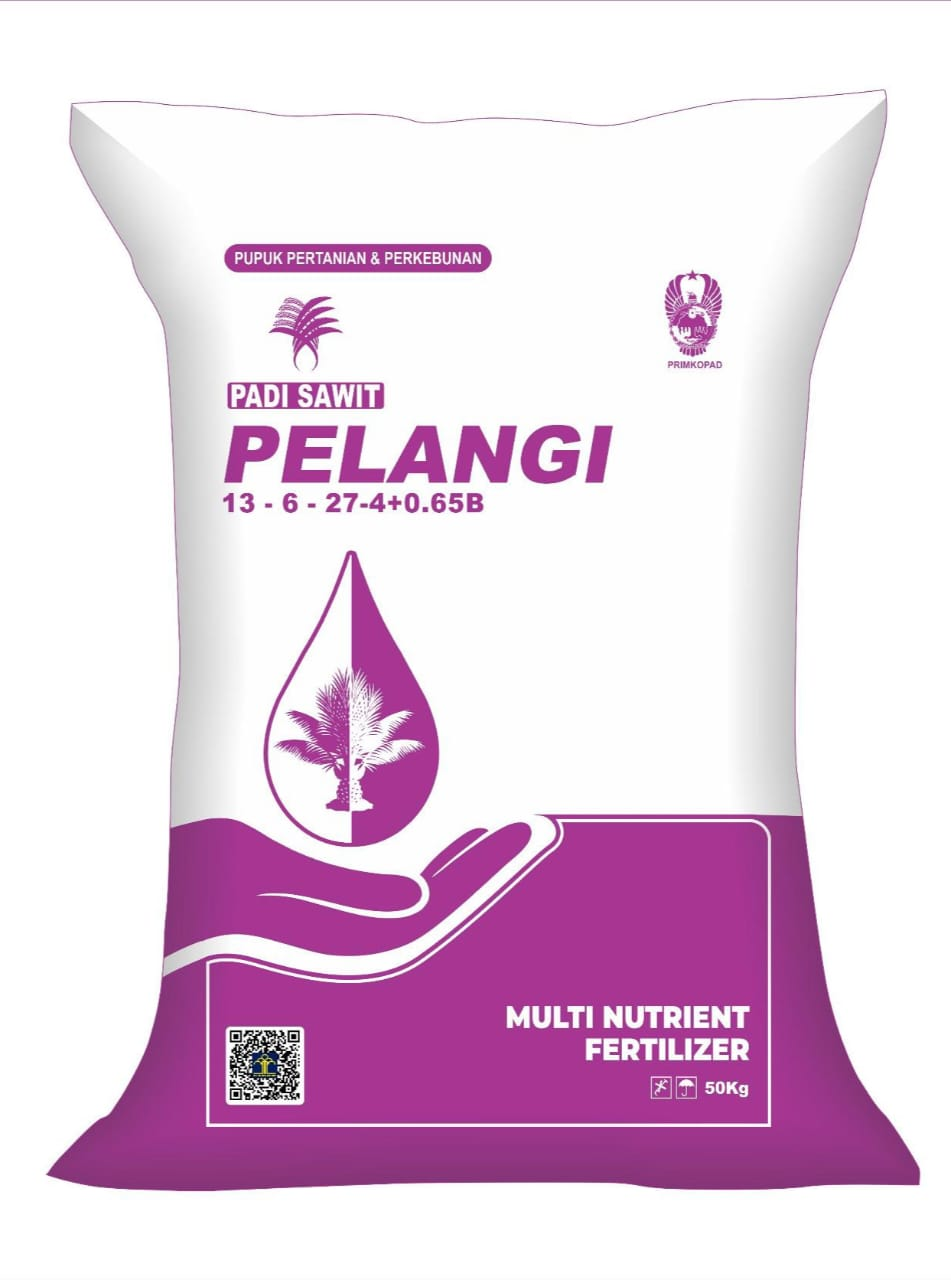 PUPUK PERTANIAN & PERKEBUNAN
PRIMKOPAD
PADI SAWIT
PELANGI
13 - 6 - 27-4+0.65B
MULTI NUTRIENT
FERTILIZER
50Kg